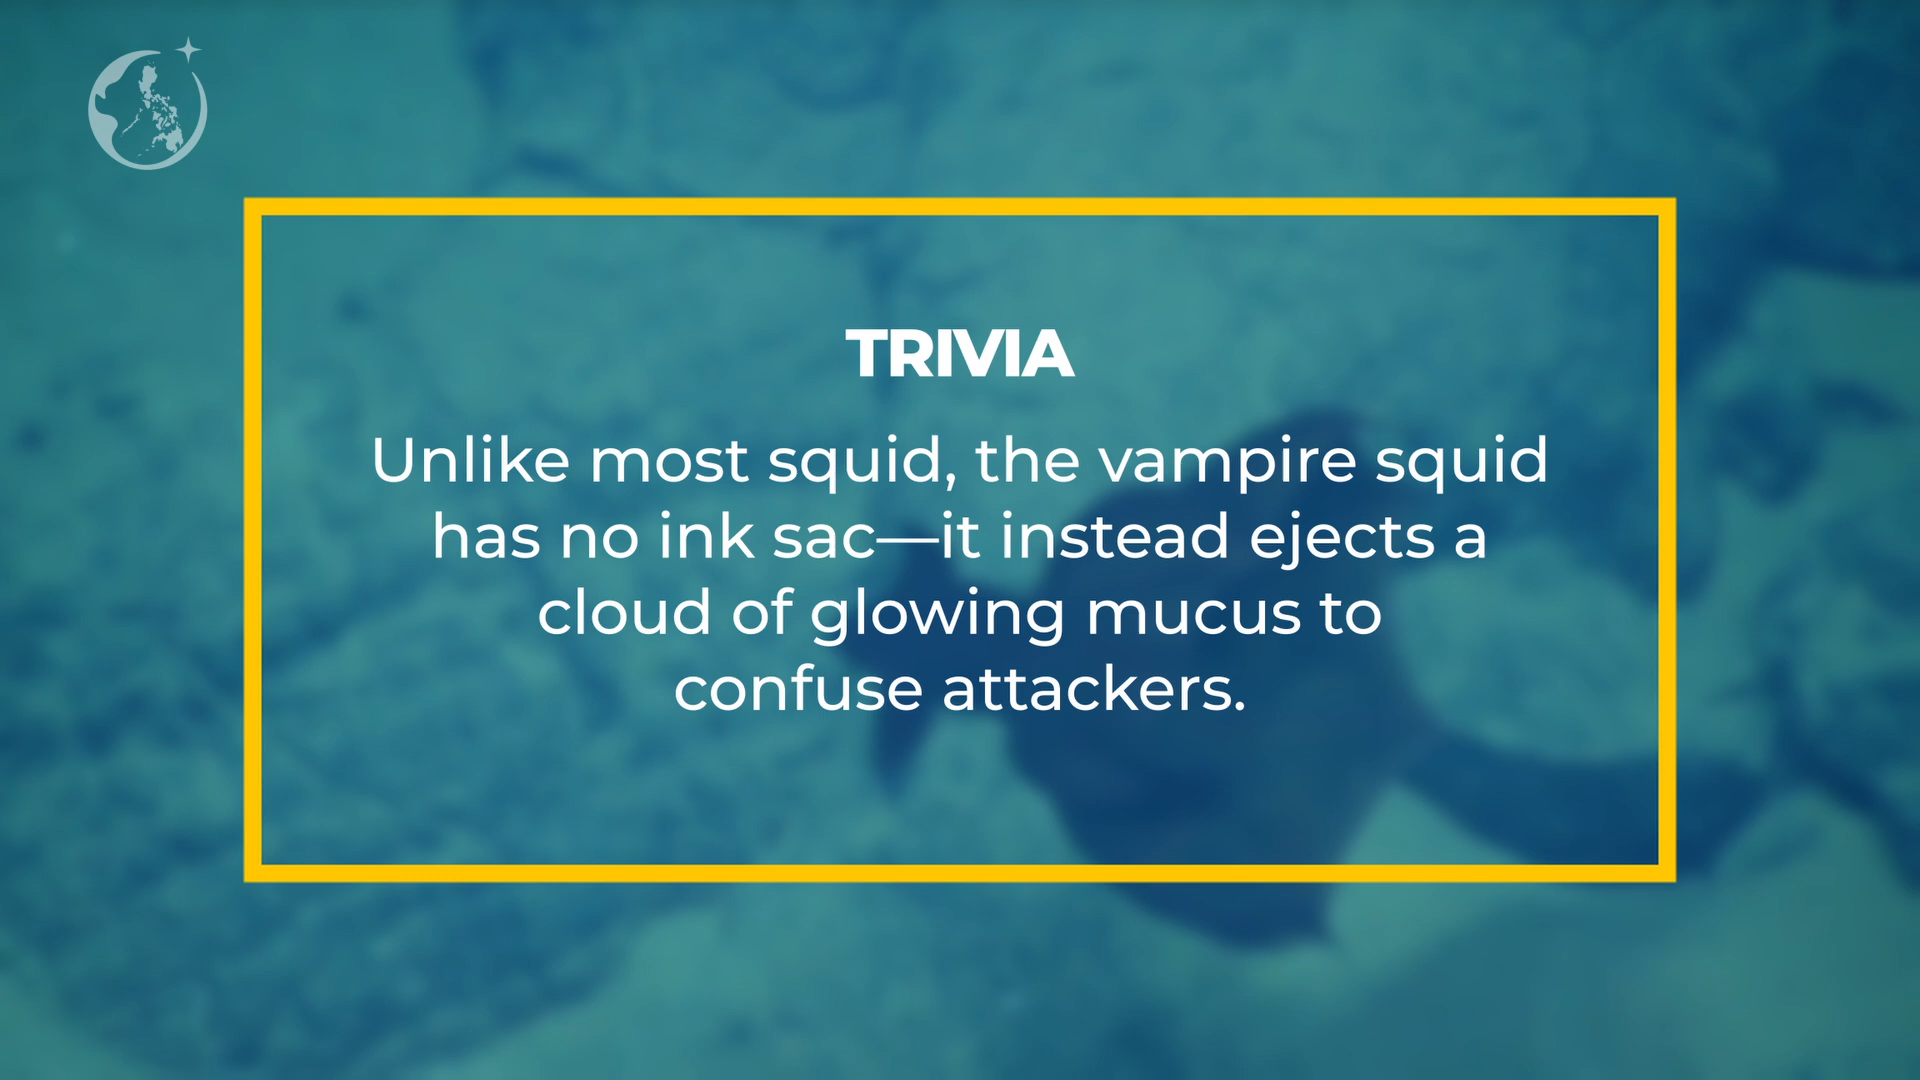 TRIVIA
Unlike most squid, the vampire squid
has no ink sac—it instead ejects a
cloud of glowing mucus to
confuse attackers.